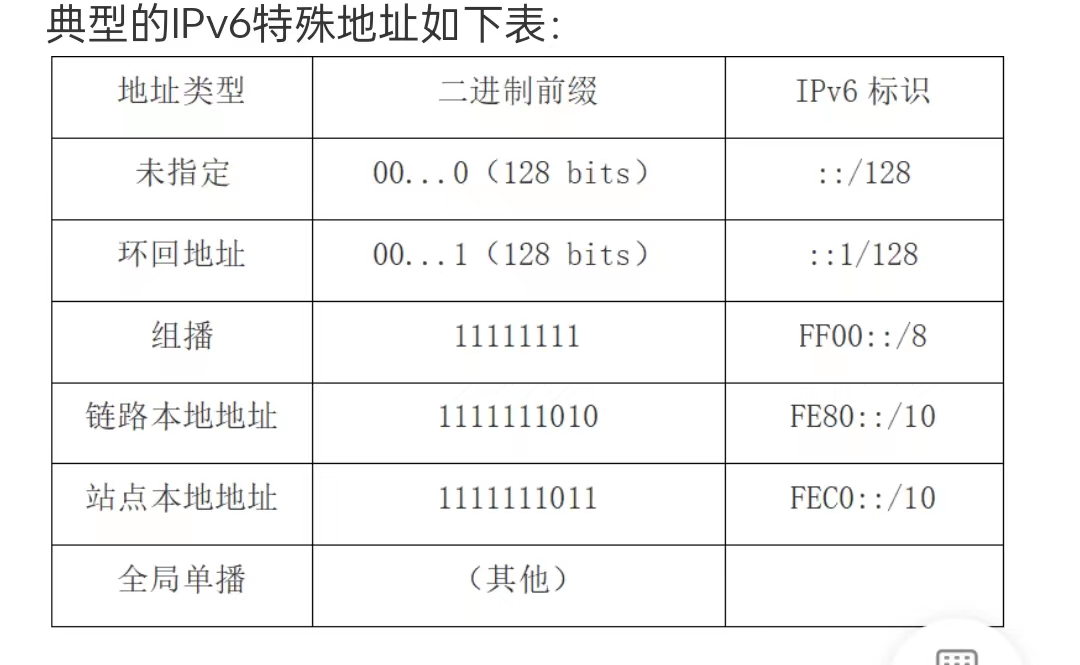 典型的IPv6特殊地址如下表：
地址类型 二进制前缀 IPv6 标识
未指定 00...0（128 bits） ::/128
环回地址 00...1（128 bits） ::1/128
组播 11111111 FF00::/8
链路本地地址 1111111010 FE80::/10
站点本地地址 1111111011 FEC0::/10
全局单播 （其他）